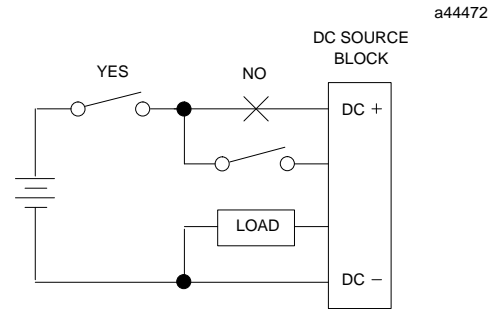 a44472
DC SOURCE
BLOCK
YES
NO
DC +
LOAD
DC −